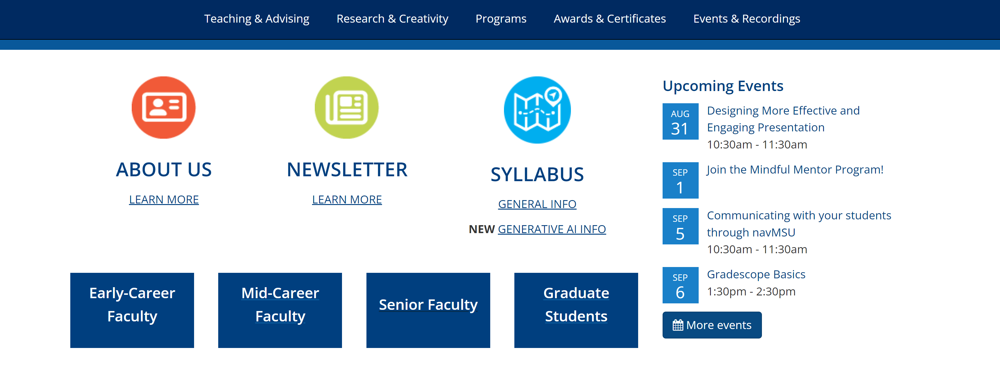 Teaching & Advising
Research & Creativity
Programs
Awards & Certificates
Events & Recordings
ABOUT US
LEARN MORE
NEWSLETTER
LEARN MORE
SYLLABUS
GENERAL INFO
NEW GENERATIVE AI INFO
Early-Career
Faculty
Mid-Career
Faculty
Senior Faculty
Graduate
Students
Upcoming Events
AUG
31
Designing More Effective and
Engaging Presentation
10:30am - 11:30am
SEP
1
Join the Mindful Mentor Program!
SEP
5
Communicating with your students
through navMSU
10:30am - 11:30am
SEP
6
Gradescope Basics
1:30pm - 2:30pm
More events